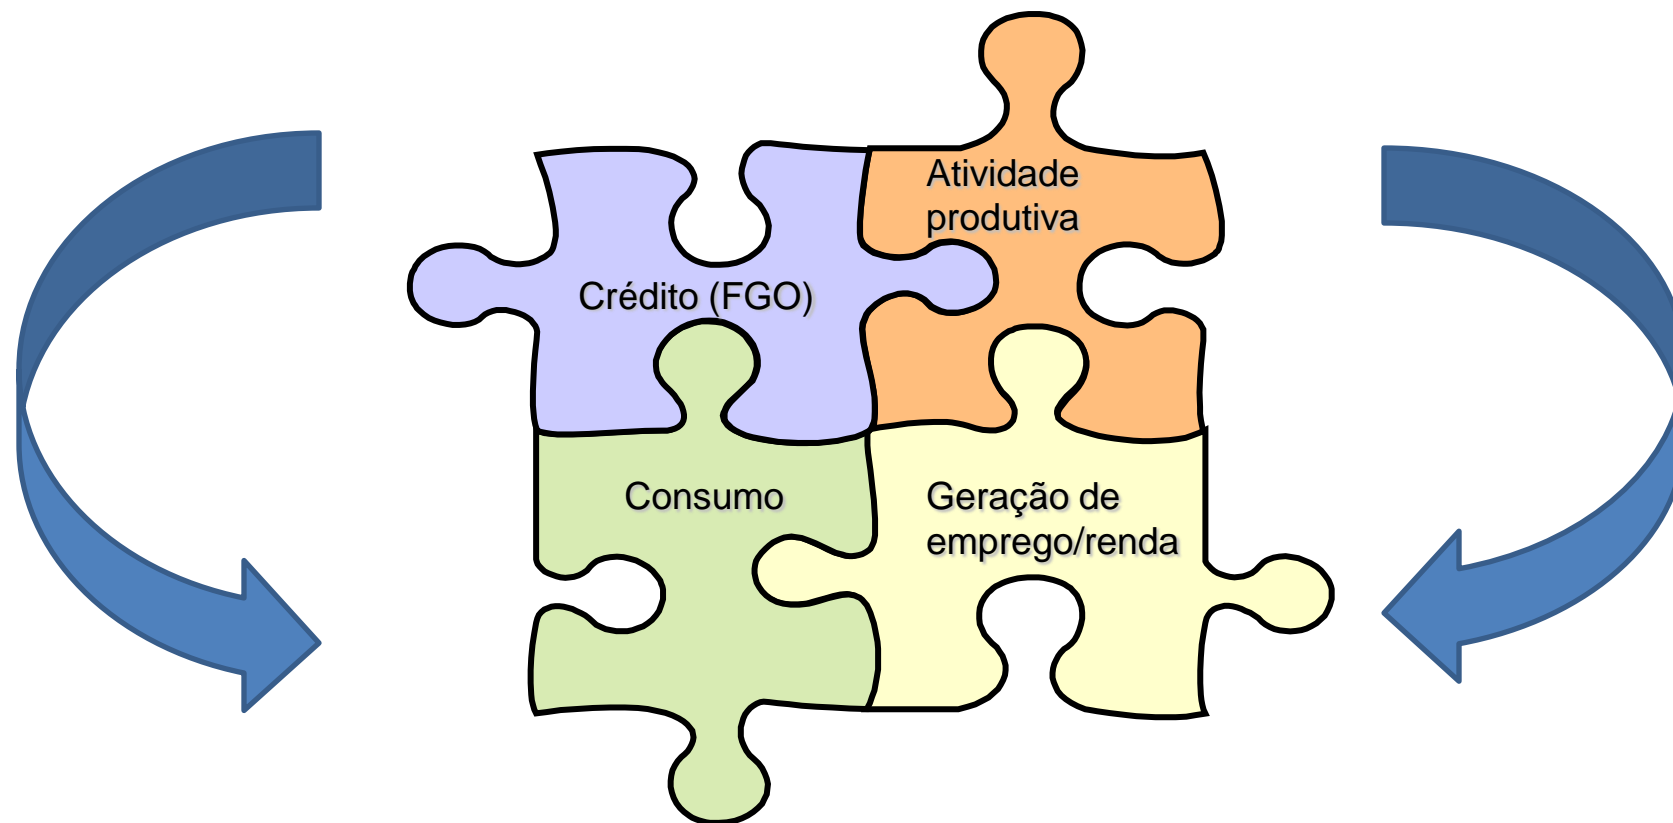 Atividade
produtiva
Crédito (FGO)
Consumo
Geração de
emprego/renda